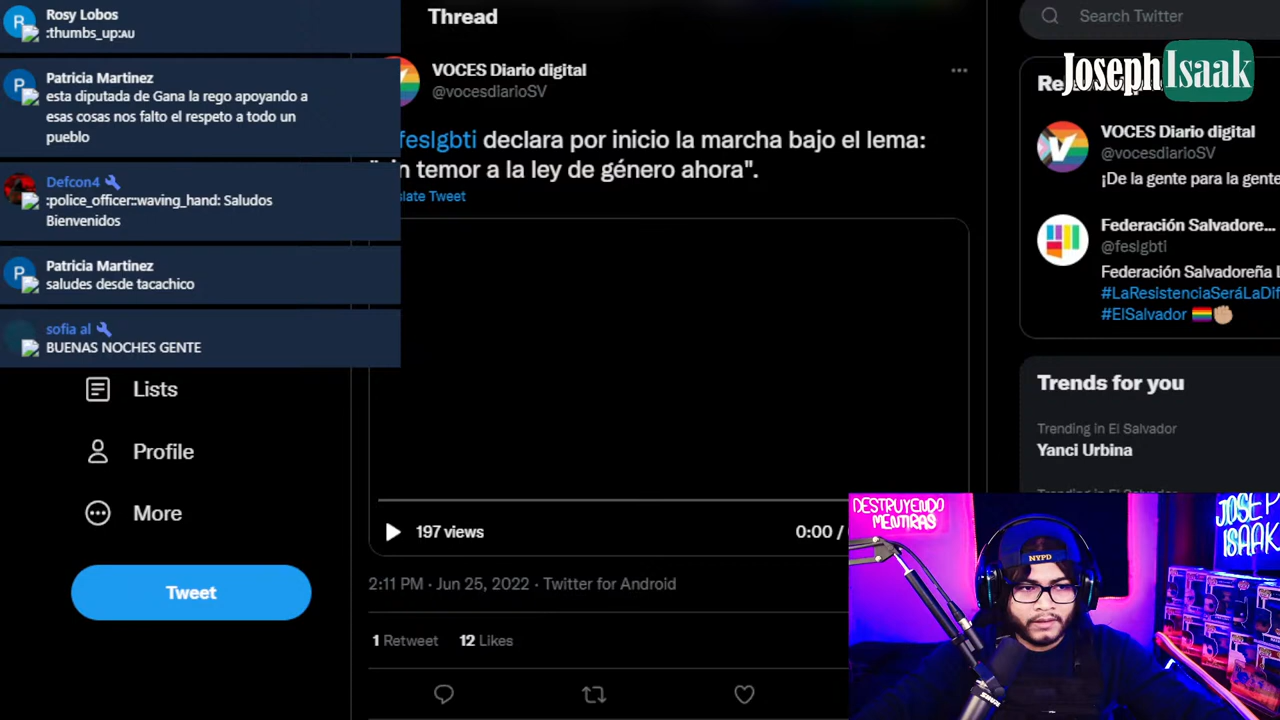 Rosy Lobos
:thumbs_up:AU
Patricia Martinez
esta diputada de Gana la rego apoyando a
esas cosas nos falto el respeto a todo un
pueblo
Defcon4
:police_officer::waving_hand: Saludos
Bienvenidos
Patricia Martinez
saludes desde tacachico
sofia al
BUENAS NOCHES GENTE
Lists
Profile
More
Tweet
Thread
VOCES Diario digital
@vocesdiarioSV
feslgbti declara por inicio la marcha bajo el lema:
n temor a la ley de género ahora".
slate Tweet
197 views
0:00 /
2:11 PM · Jun 25, 2022 · Twitter for Android
1 Retweet 12 Likes
Search Twitter
Joseph Isaak
Re
VOCES Diario digital
@vocesdiarioSV
¡De la gente para la gente
Federación Salvadore...
@feslgbti
Federación Salvadoreña L
#LaResistenciaSeráLaDif
#ElSalvador
Trends for you
Trending in El Salvador
Yanci Urbina
DESTRUYENDO
MENTIRAS
NYPD
JOSEP
ISAAK